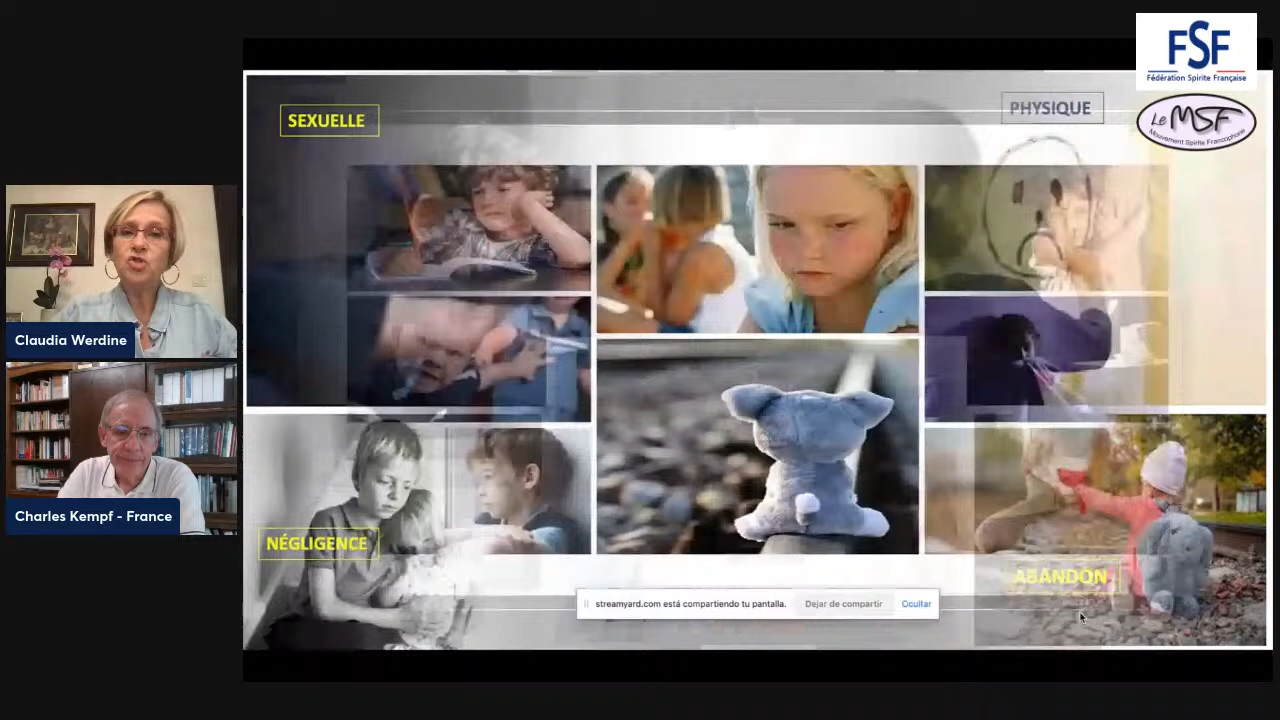 FSF
Fédération Spirite Française
Le MSF
Mouvement Spirite Francophone
SEXUELLE
PHYSIQUE
Claudia Werdine
Charles Kempf - France
NÉGLIGENCE
ABANDON
streamyard.com está compartiendo tu pantalla.
Dejar de compartir
Ocultar